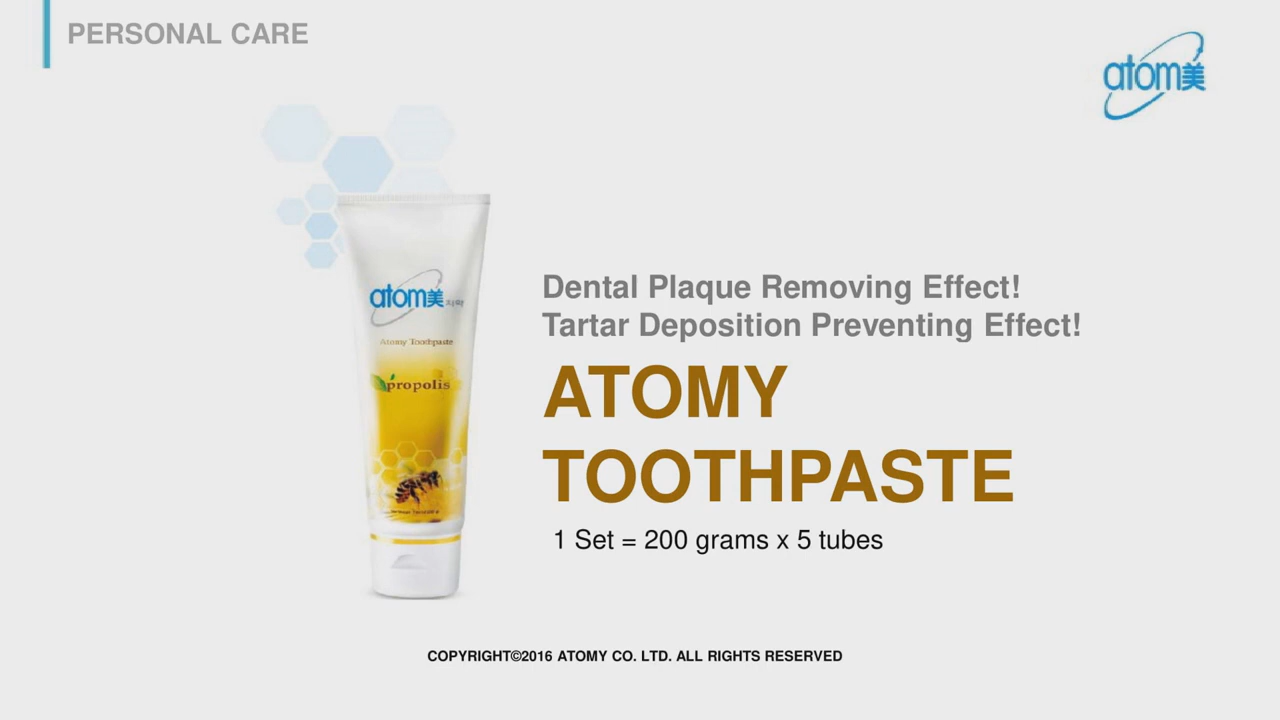 PERSONAL CARE
atom美
atom美 치약
Atomy Toothpaste
propolis
Dental Plaque Removing Effect!
Tartar Deposition Preventing Effect!
ATOMY
TOOTHPASTE
1 Set = 200 grams x 5 tubes
COPYRIGHT©2016 ATOMY CO. LTD. ALL RIGHTS RESERVED